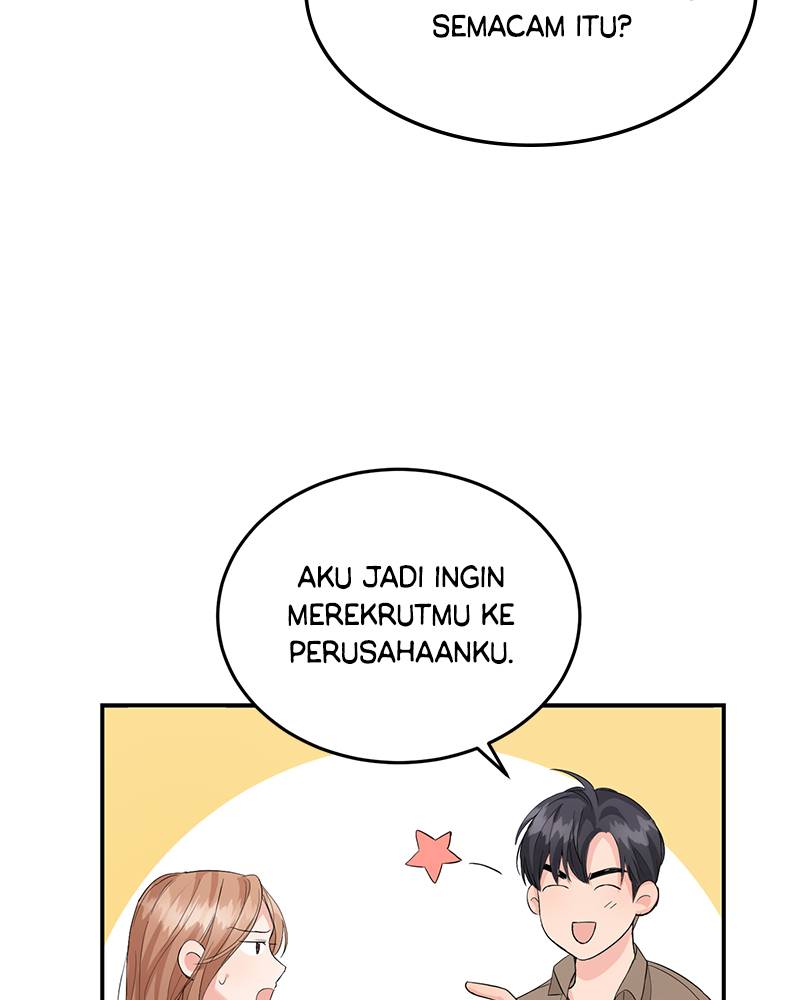 SEMACAM ITU?
AKU JADI INGIN
MEREKRUTMU KE
PERUSAHAANKU.